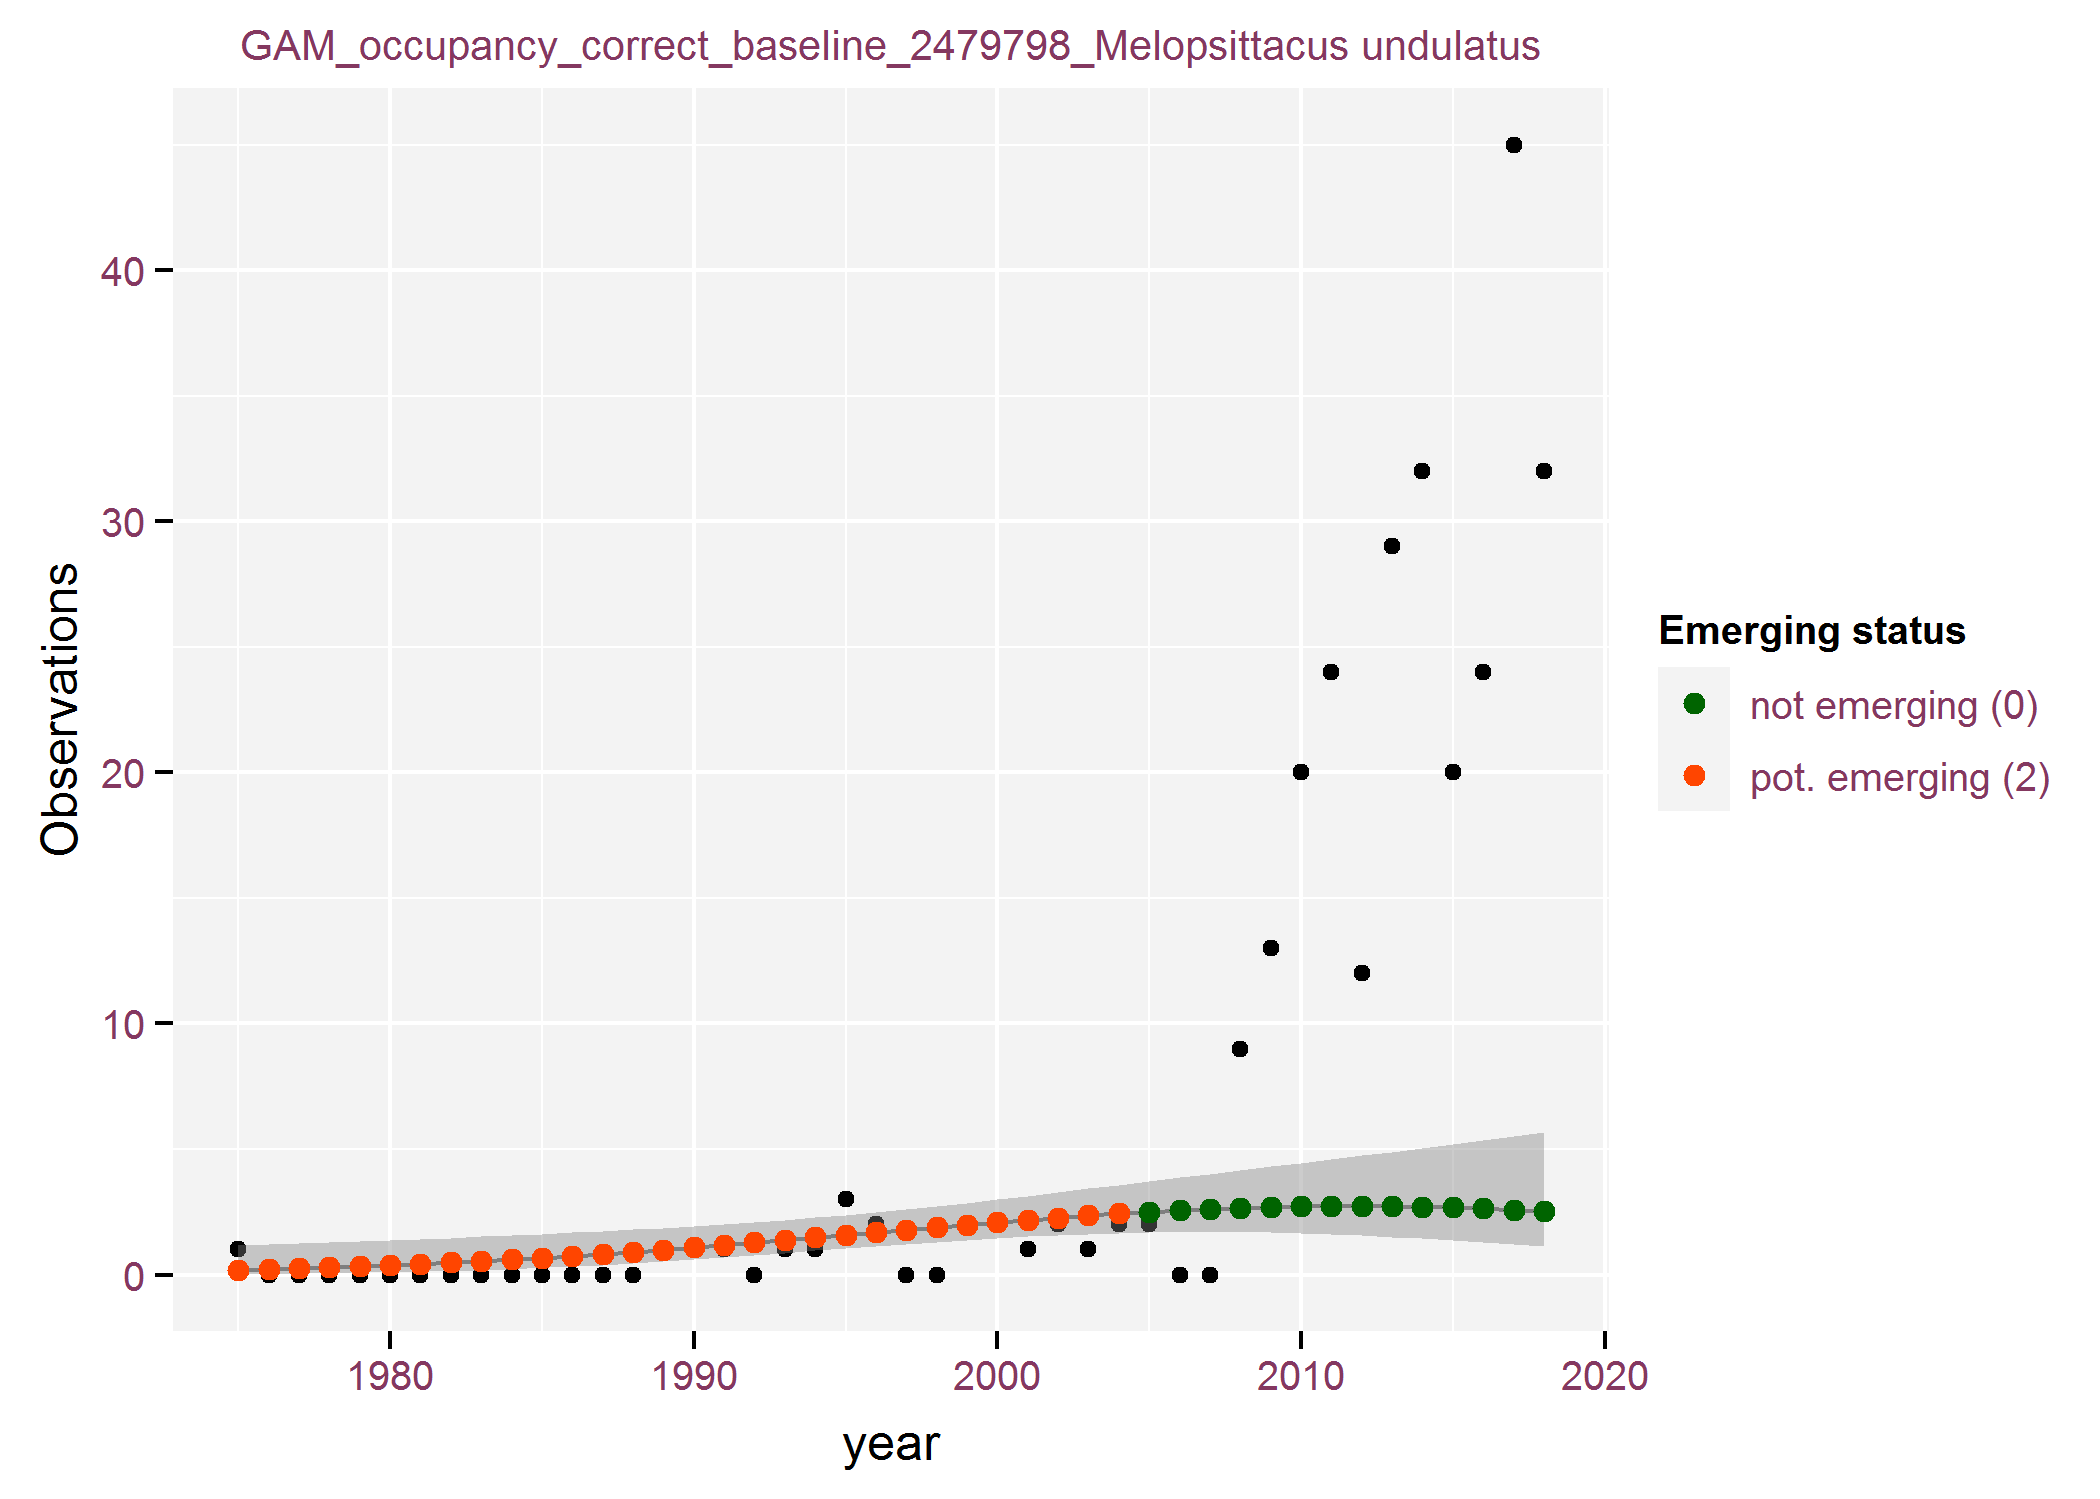 GAM_occupancy_correct_baseline_2479798_Melopsittacus undulatus
Observations
40
30
20
10
0
1980
1990
2000
2010
2020
year
Emerging status
not emerging (0)
pot. emerging (2)